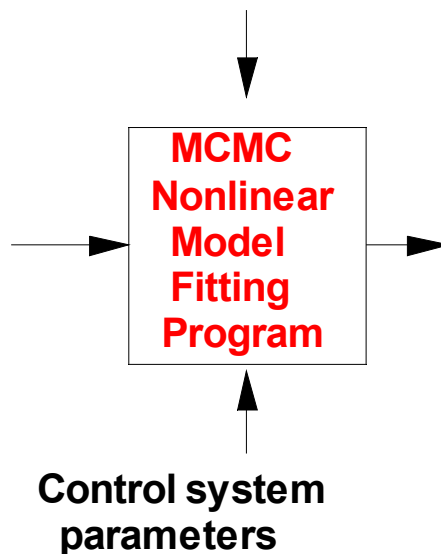 MCMC
Nonlinear
Model
Fitting
Program
Control system
parameters